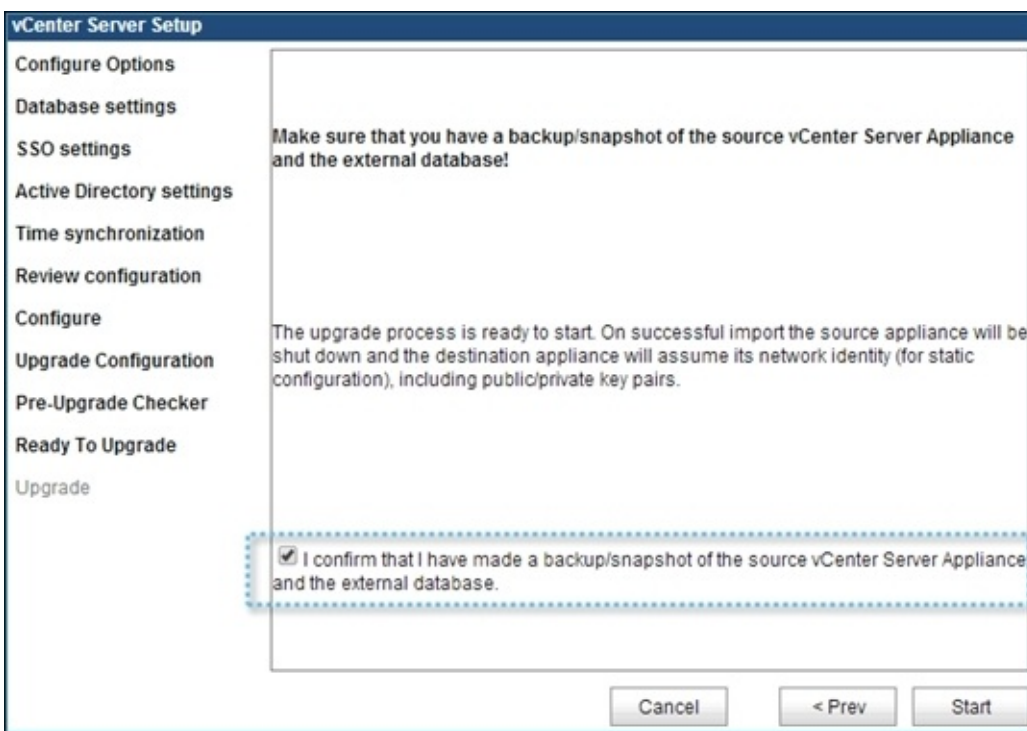 vCenter Server Setup
Configure Options
Database settings
SSO settings
Active Directory settings
Time synchronization
Review configuration
Configure
Upgrade Configuration
Pre-Upgrade Checker
Ready To Upgrade
Upgrade
Make sure that you have a backup/snapshot of the source vCenter Server Appliance
and the external database!
The upgrade process is ready to start. On successful import the source appliance will be
shut down and the destination appliance will assume its network identity (for static
configuration), including public/private key pairs.
I confirm that I have made a backup/snapshot of the source vCenter Server Appliance
and the external database.
Cancel
< Prev
Start